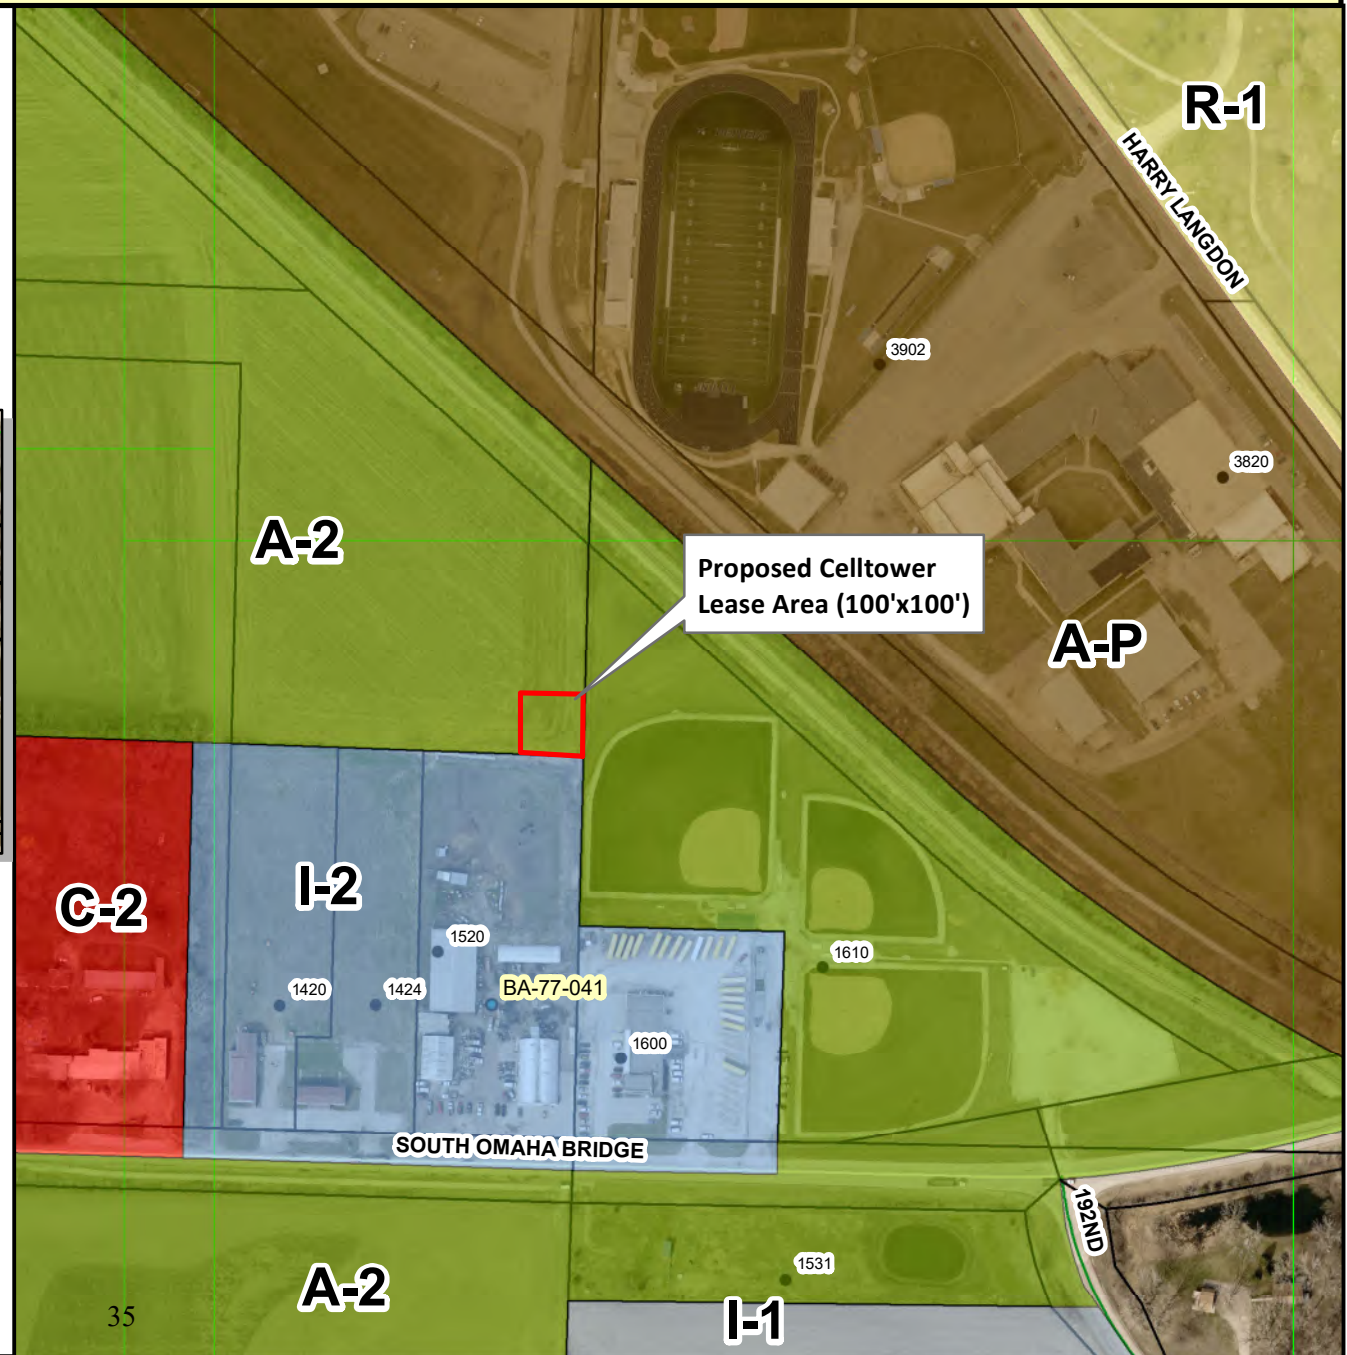 R-1
HARRY LANGDON
3902
3820
A-2
Proposed Celltower
Lease Area (100'x100')
A-P
I-2
C-2
1520
1610
1420
1424
BA-77-041
1600
SOUTH OMAHA BRIDGE
192ND
1531
A-2
35
I-1